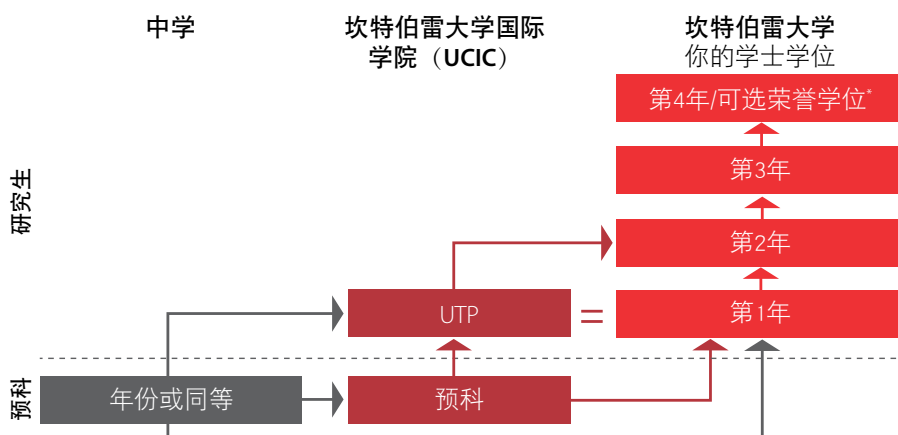 中学
坎特伯雷大学国际
学院（UCIC）
坎特伯雷大学
你的学士学位
第4年/可选荣誉学位*
第3年
研究生
第2年
UTP
=
第1年
预科
年份或同等
预科